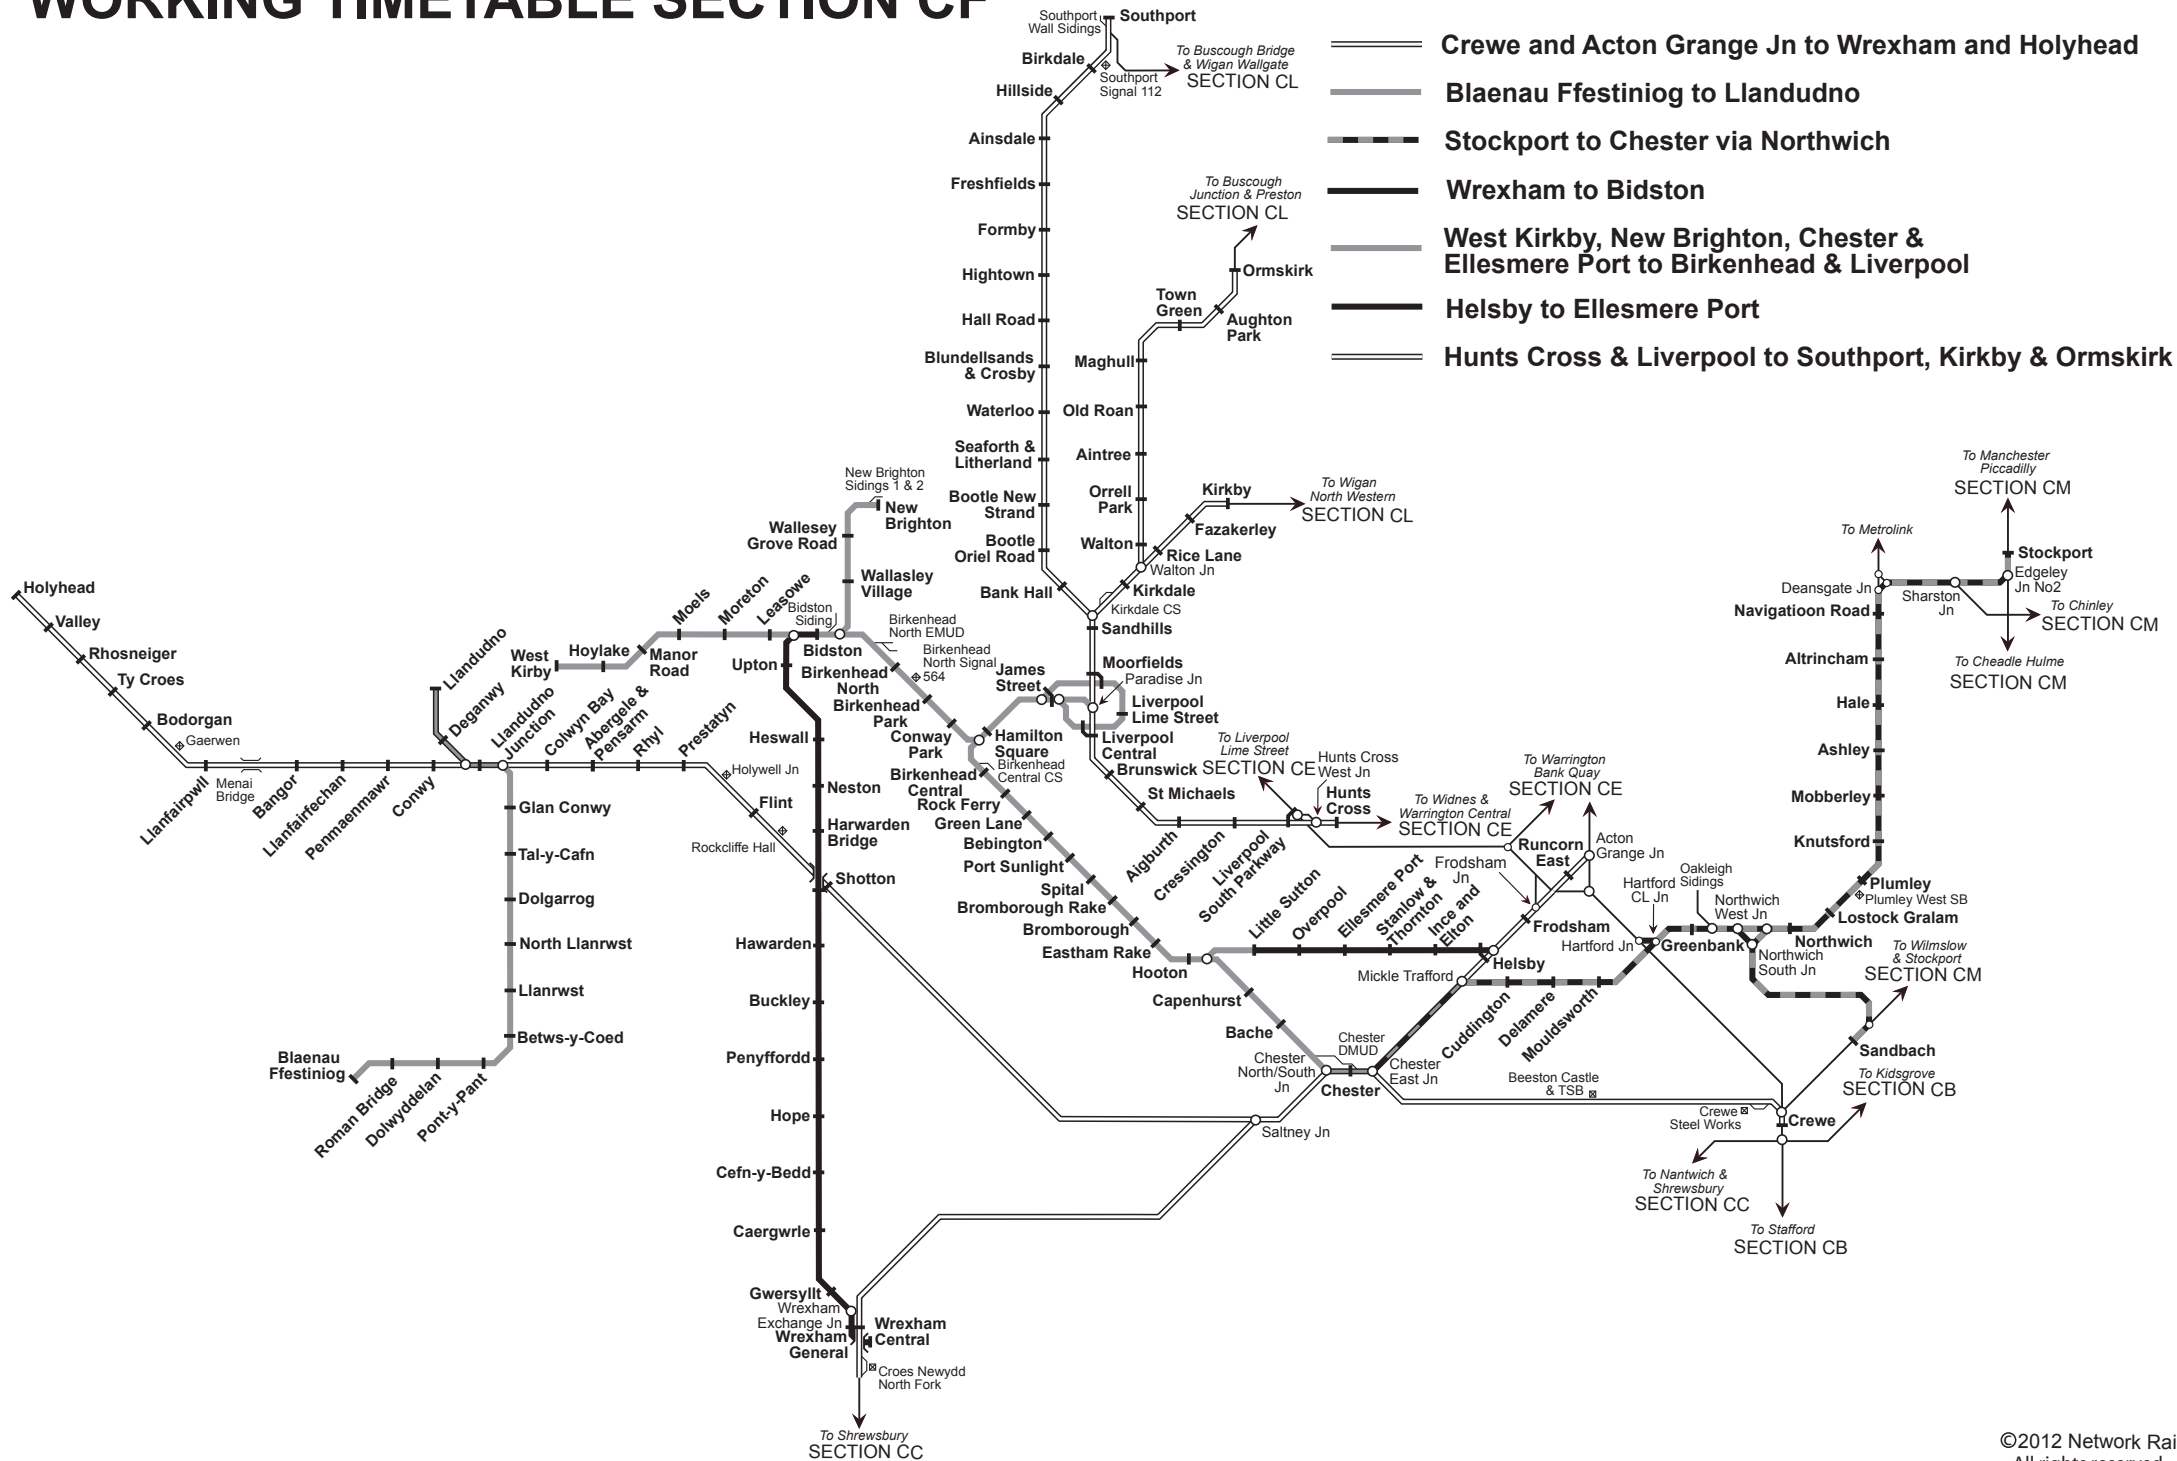 WORKING TIMETABLE SECTION CF
Crewe and Acton Grange Jn to Wrexham and Holyhead
Blaenau Ffestiniog to Llandudno
Stockport to Chester via Northwich
Wrexham to Bidston
West Kirkby, New Brighton, Chester &
Ellesmere Port to Birkenhead & Liverpool
Helsby to Ellesmere Port
Hunts Cross & Liverpool to Southport, Kirkby & Ormskirk
Southport
Wall Sidings
Southport
To Buscough Bridge
& Wigan Wallgate
SECTION CL
Birkdale
Southport
Signal 112
Hillside
Ainsdale
Freshfields
Formby
Hightown
Hall Road
Blundellsands
& Crosby
Waterloo
Seaforth &
Litherland
Bootle New
Strand
Bootle
Oriel Road
Bank Hall
To Buscough
Junction & Preston
SECTION CL
Ormskirk
Town
Green
Aughton
Park
Maghull
Old Roan
Aintree
Orrell
Park
Walton
Kirkby
To Wigan
North Western
SECTION CL
Fazakerley
Rice Lane
Walton Jn
Kirkdale
Kirkdale CS
Sandhills
Moorfields
Paradise Jn
James
Street
Liverpool
Lime Street
Liverpool
Central
Brunswick
St Michaels
Aigburth
Cressington
Liverpool
South Parkway
To Liverpool
Lime Street
SECTION CE
Hunts Cross
West Jn
Hunts
Cross
To Widnes &
Warrington Central
SECTION CE
To Warrington
Bank Quay
SECTION CE
New Brighton
Sidings 1 & 2
New
Brighton
Wallesey
Grove Road
Wallasley
Village
Bidston
Siding
Bidston
Leasowe
Moreton
Moels
Manor
Road
Hoylake
West
Kirby
Birkenhead
North EMUD
Birkenhead
North Signal
564
Birkenhead
North
Birkenhead
Park
Conway
Park
Hamilton
Square
Birkenhead
Central CS
Birkenhead
Central
Rock Ferry
Green Lane
Bebington
Port Sunlight
Spital
Bromborough Rake
Bromborough
Eastham Rake
Hooton
Capenhurst
Bache
Chester
North/South
Jn
Chester
DMUD
Chester
Chester
East Jn
Little Sutton
Overpool
Ellesmere Port
Stanlow &
Thornton
Ince and
Elton
Helsby
Mickle Trafford
Frodsham
Frodsham
Jn
Runcorn
East
Acton
Grange Jn
Cuddington
Delamere
Mouldsworth
Hartford
CL Jn
Hartford Jn
Greenbank
Oakleigh
Sidings
Northwich
West Jn
Northwich
Northwich
South Jn
Lostock Gralam
Plumley
Plumley West SB
Knutsford
Mobberley
Ashley
Hale
Altrincham
Navigatioon Road
Deansgate Jn
To Metrolink
Sharston
Jn
To Manchester
Piccadilly
SECTION CM
Stockport
Edgeley
Jn No2
To Chinley
SECTION CM
To Cheadle Hulme
SECTION CM
To Wilmslow
& Stockport
SECTION CM
Sandbach
To Kidsgrove
SECTION CB
Beeston Castle
& TSB
Crewe
Steel Works
Crewe
To Nantwich &
Shrewsbury
SECTION CC
To Stafford
SECTION CB
Holyhead
Valley
Rhosneiger
Ty Croes
Bodorgan
Gaerwen
Llanfairpwll
Menai
Bridge
Bangor
Llanfairfechan
Penmaenmawr
Conwy
Llandudno
Deganwy
Llandudno
Junction
Colwyn Bay
Abergele &
Pensarm
Rhyl
Prestatyn
Holywell Jn
Flint
Rockcliffe Hall
Glan Conwy
Tal-y-Cafn
Dolgarrog
North Llanrwst
Llanrwst
Betws-y-Coed
Pont-y-Pant
Dolwyddelan
Roman Bridge
Blaenau
Ffestiniog
Upton
Heswall
Neston
Harwarden
Bridge
Shotton
Hawarden
Buckley
Penyffordd
Hope
Cefn-y-Bedd
Caergwrle
Gwersyllt
Wrexham
Exchange Jn
Wrexham
General
Wrexham
Central
Croes Newydd
North Fork
To Shrewsbury
SECTION CC
Saltney Jn
©2012 Network Rai
All rights reserved